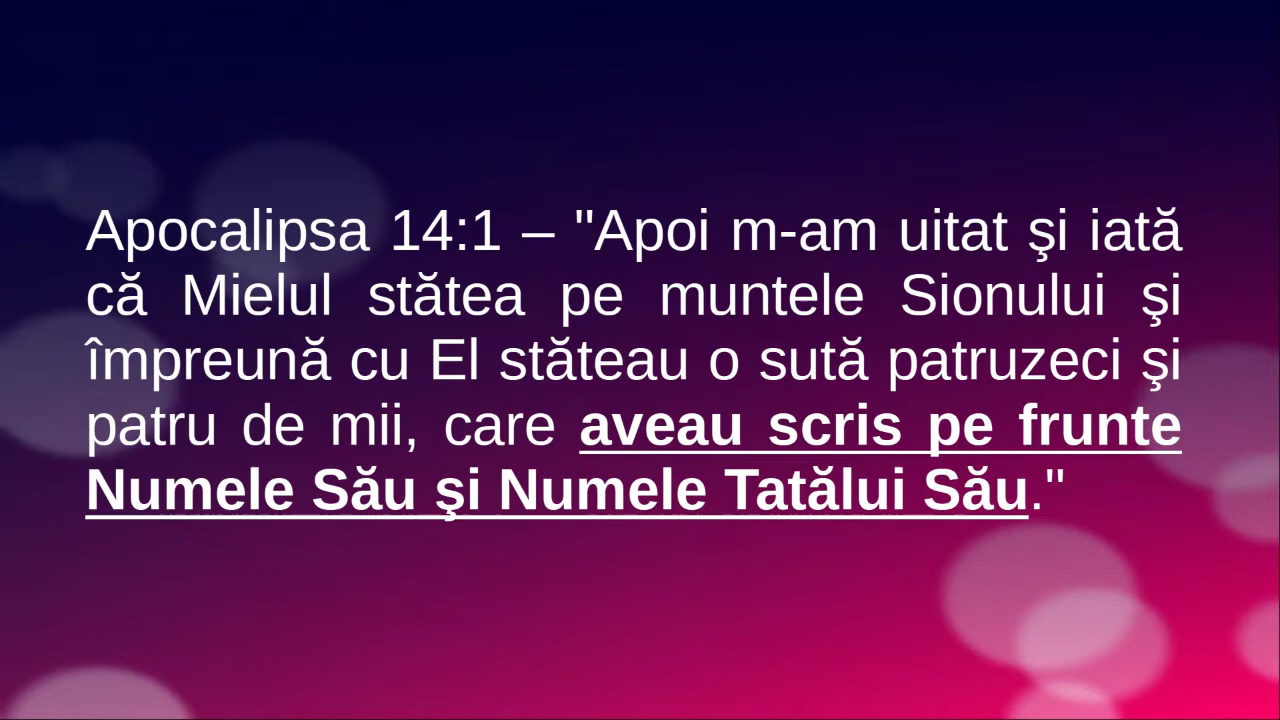 Apocalipsa 14:1 – "Apoi m-am uitat şi iată
că Mielul stătea pe muntele Sionului şi
împreună cu El stăteau o sută patruzeci şi
patru de mii, care aveau scris pe frunte
Numele Său şi Numele Tatălui Său."